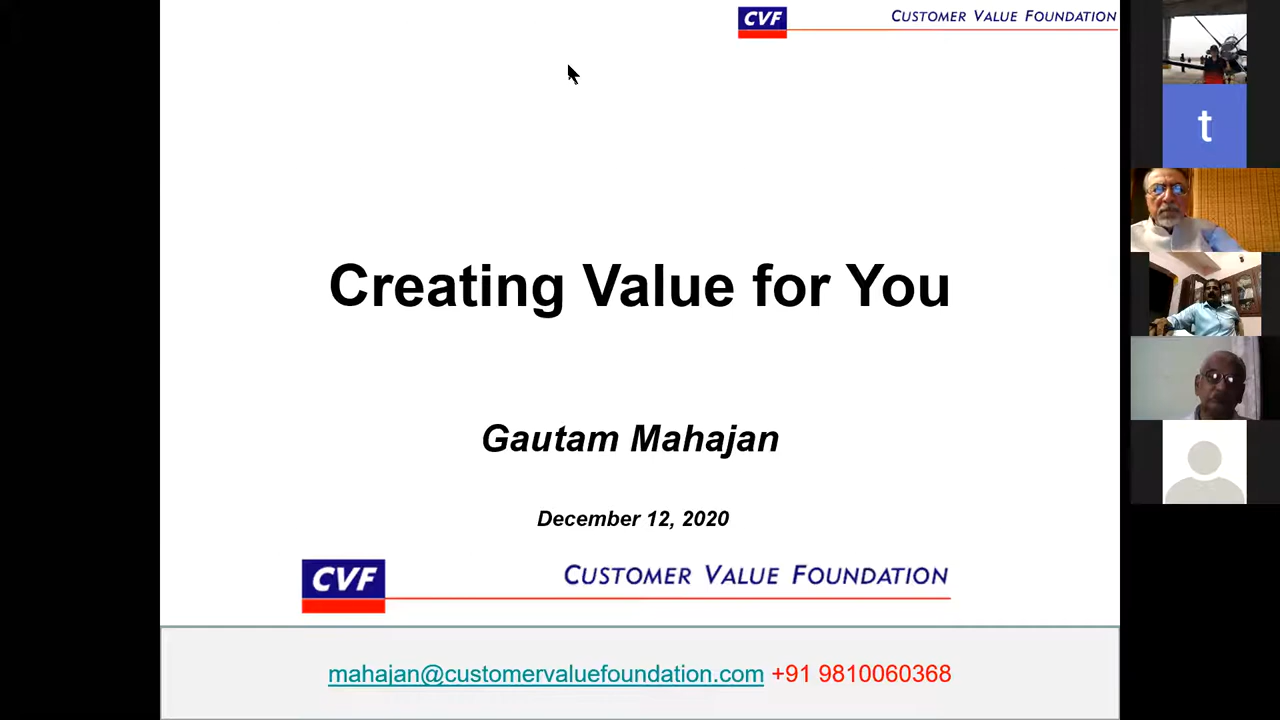 CVF CUSTOMER VALUE FOUNDATION
t
Creating Value for You
Gautam Mahajan
December 12, 2020
CVF CUSTOMER VALUE FOUNDATION
mahajan@customervaluefoundation.com +91 9810060368